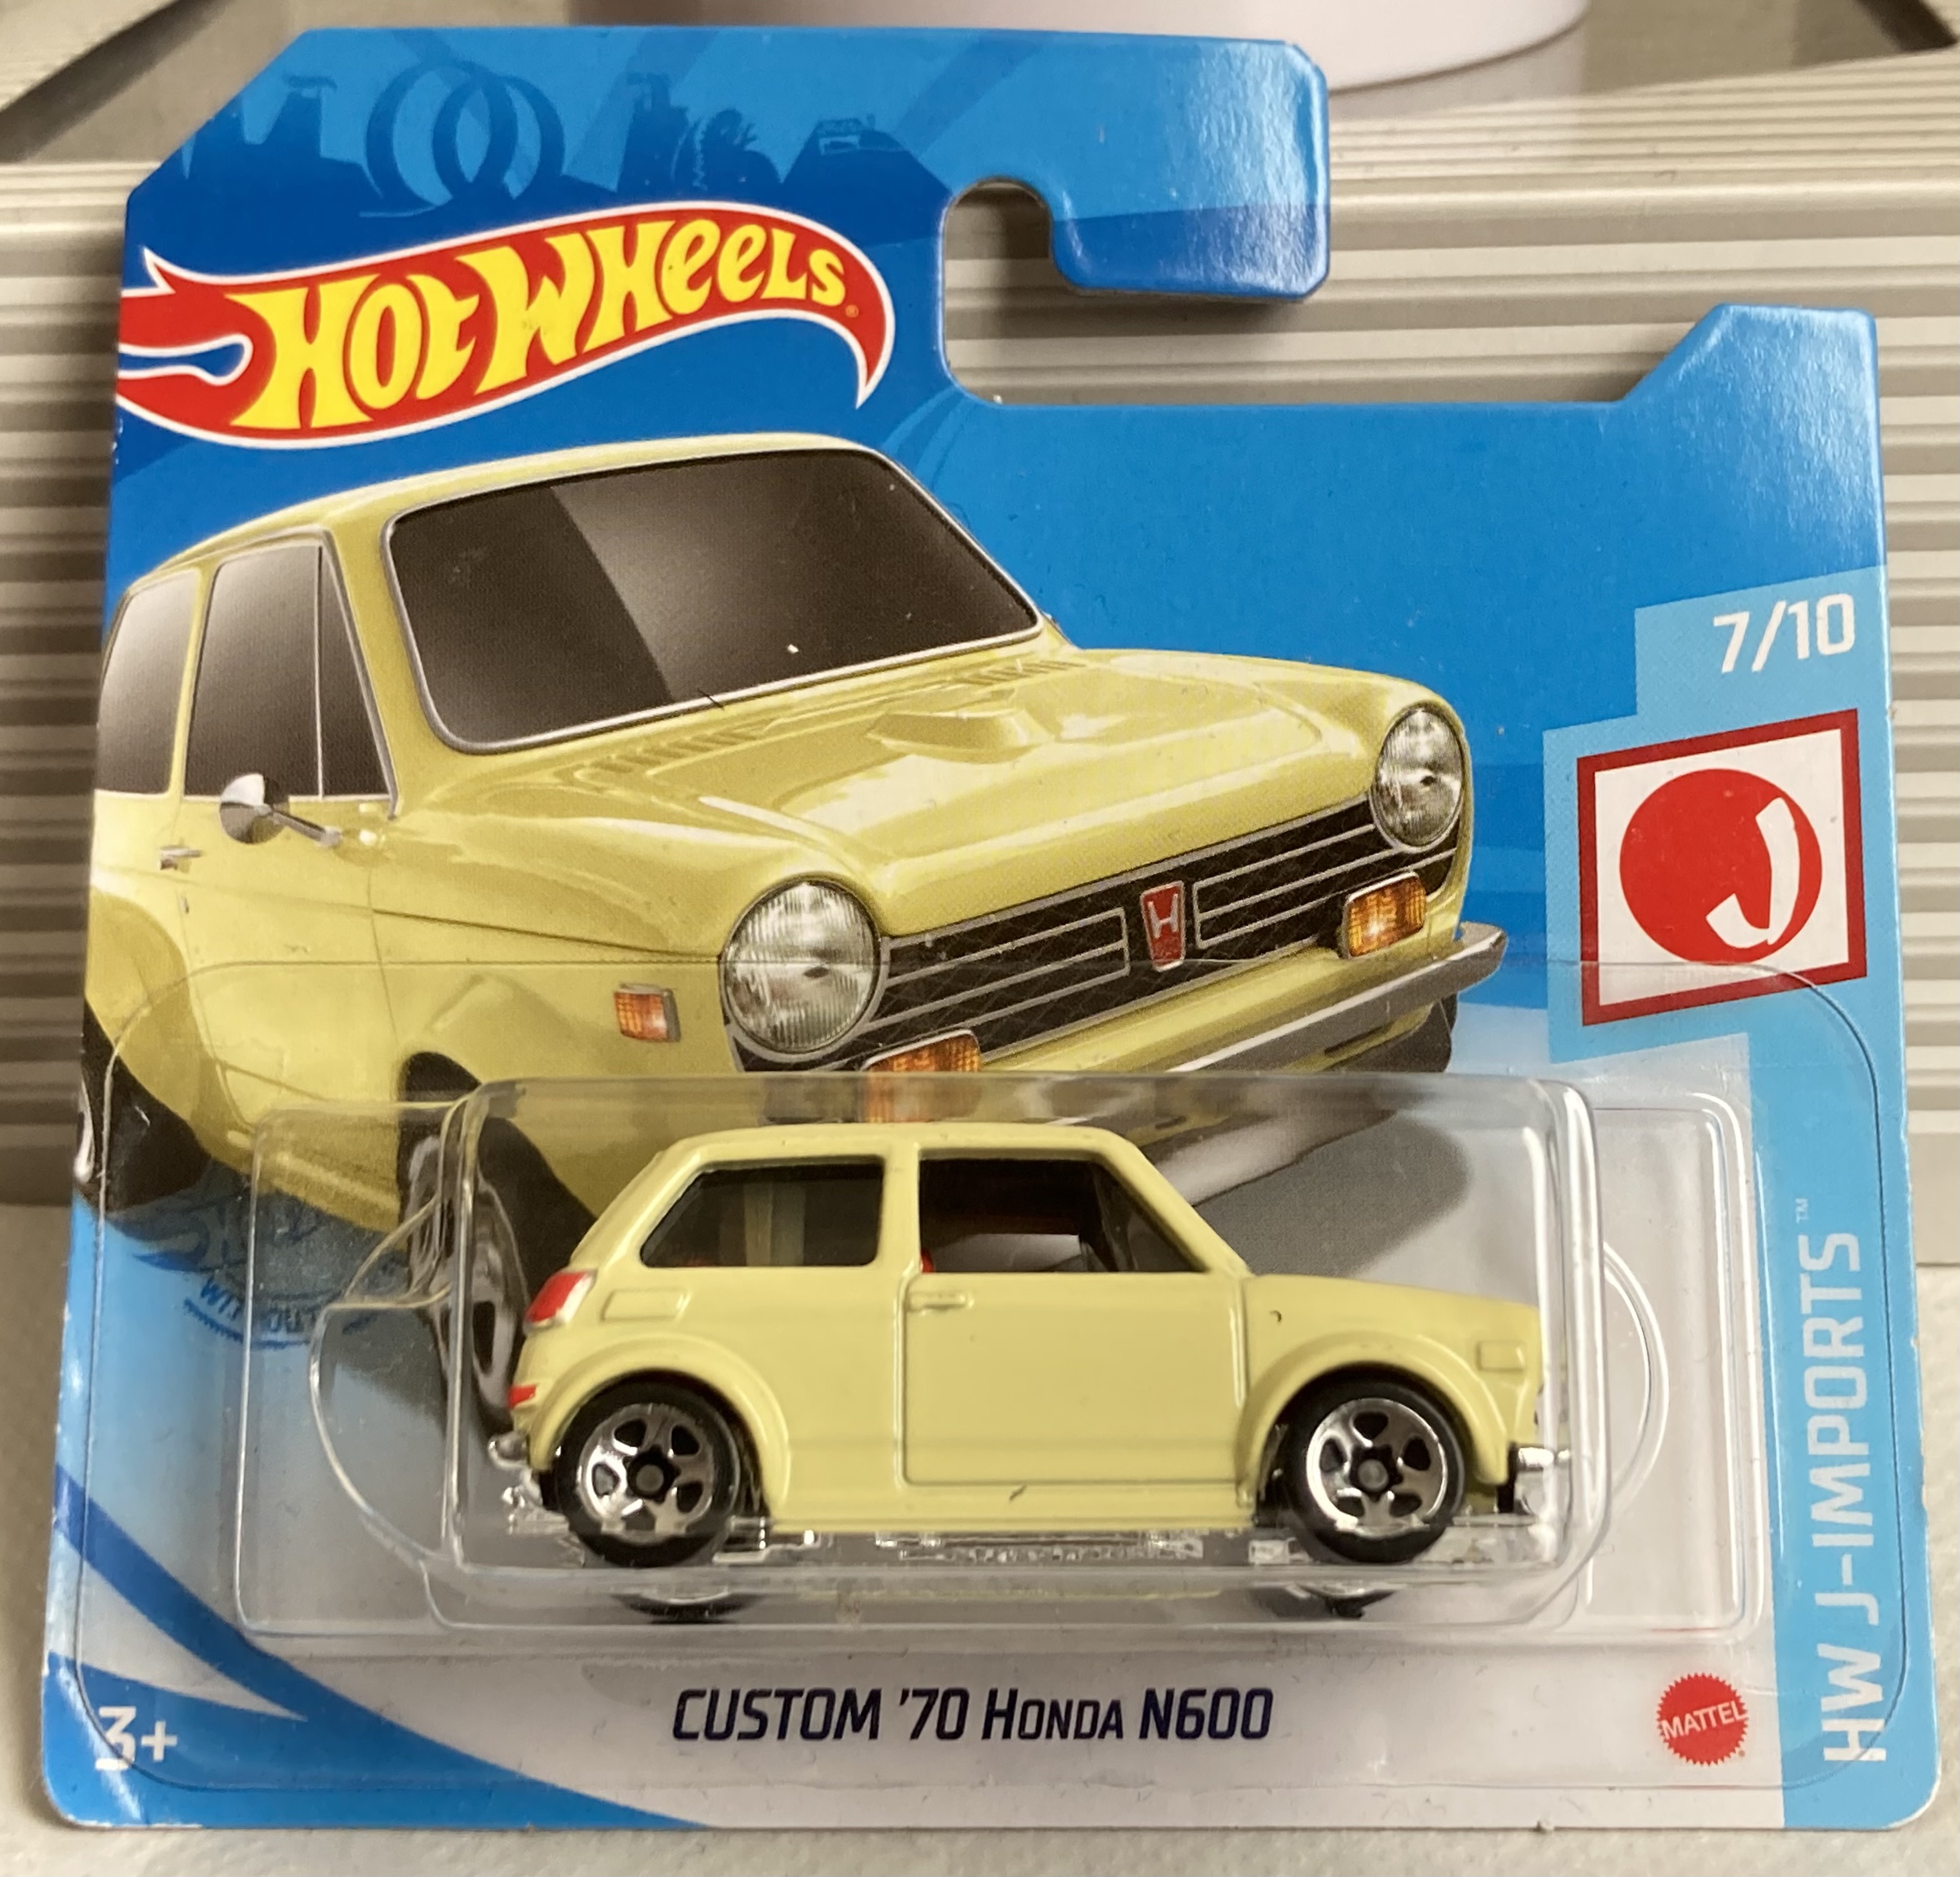 HOT WHEELS
7/10
H
HW J-IMPORTS™
CUSTOM '70 HONDA N600
MATTEL
3+